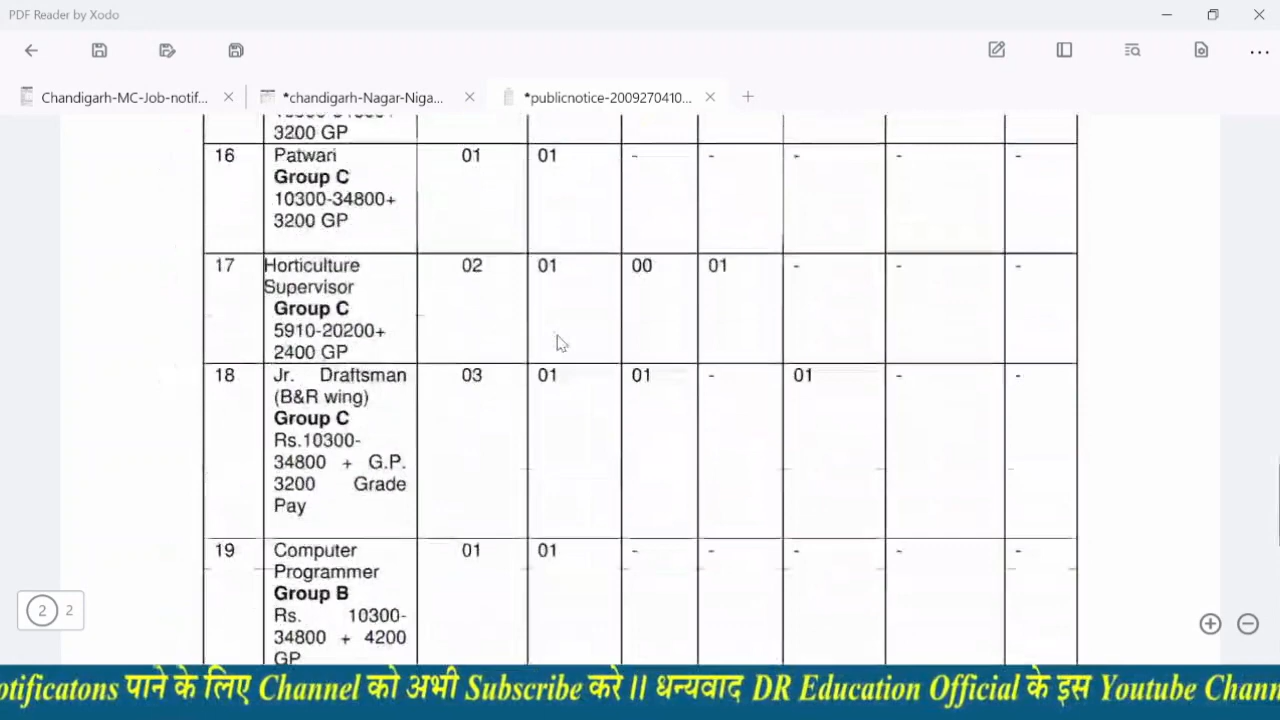 PDF Reader by Xodo
Chandigarh-MC-Job-notif... *chandigarh-Nagar-Niga... *publicnotice-2009270410...
3200 GP
16 Patwari 01 01 - - - - -
Group C
10300-34800+
3200 GP
17 Horticulture 02 01 00 01 - - -
Supervisor
Group C
5910-20200+
2400 GP
18 Jr. Draftsman 03 01 01 - 01 - -
(B&R wing)
Group C
Rs.10300-
34800 + G.P.
3200 Grade
Pay
19 Computer 01 01 - - - - -
Programmer
Group B
Rs. 10300-
34800 + 4200
GP
2 2
otificatons पाने के लिए Channel को अभी Subscribe करे ।। धन्यवाद DR Education Official के इस Youtube Chann